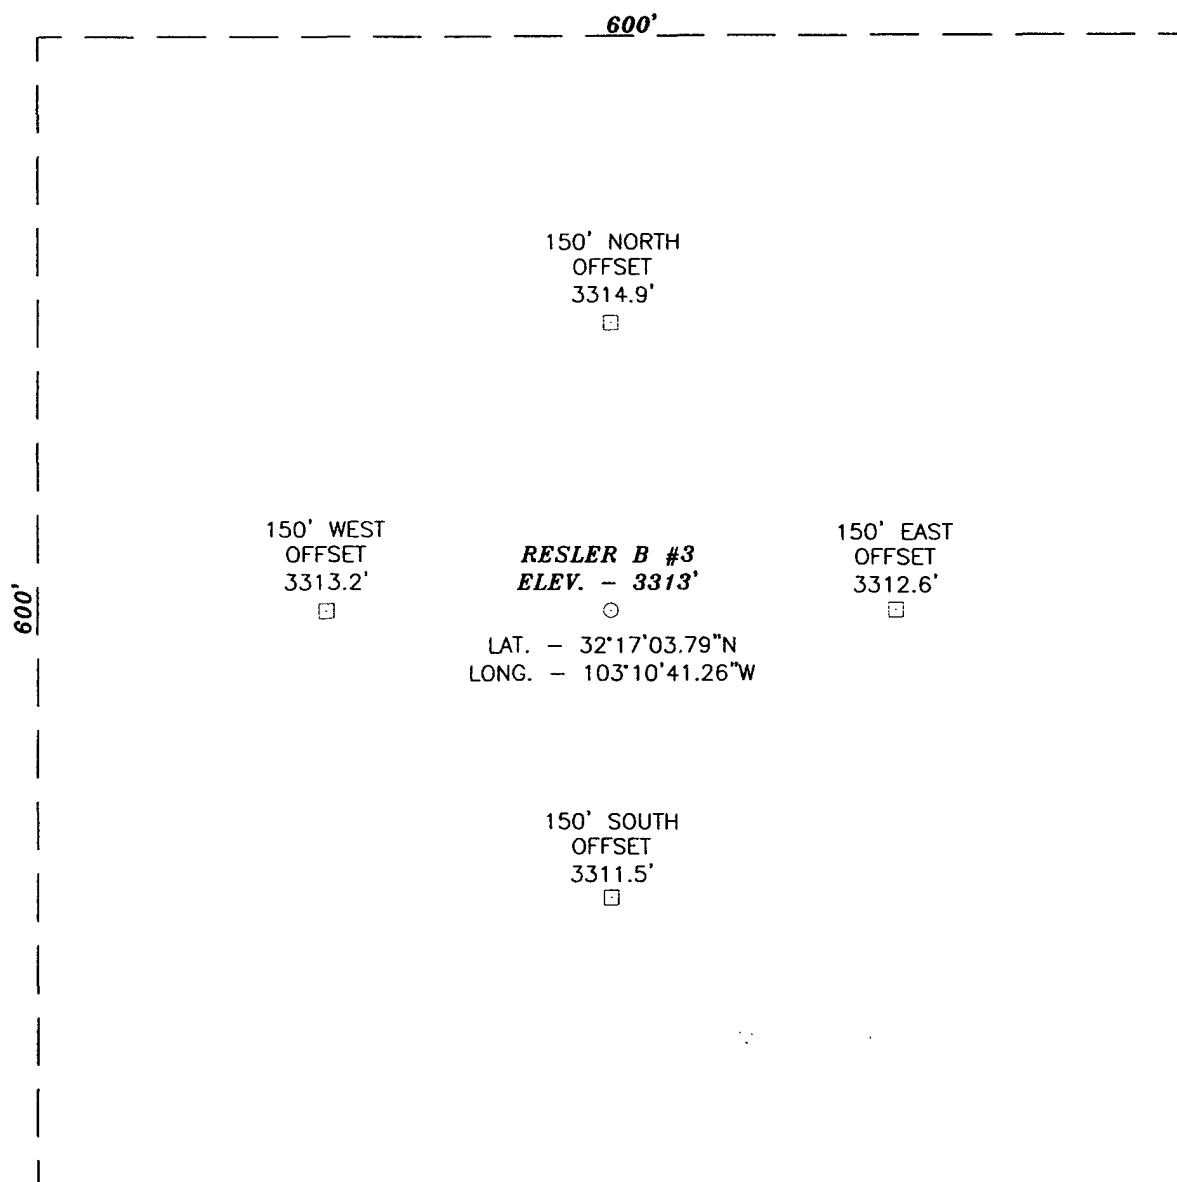 600'
150' NORTH
OFFSET
3314.9'
150' WEST
OFFSET
3313.2'
RESLER B #3
ELEV. - 3313'
150' EAST
OFFSET
3312.6'
600'
LAT. - 32°17'03.79"N
LONG. - 103°10'41.26"W
150' SOUTH
OFFSET
3311.5'